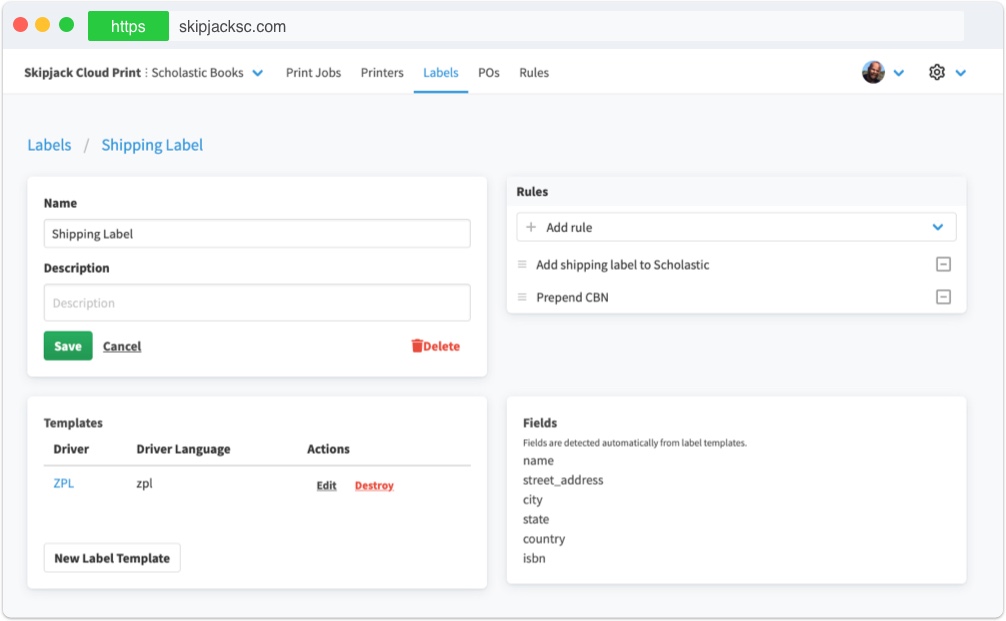 https skipjacksc.com
Skipjack Cloud Print : Scholastic Books Print Jobs Printers Labels POs Rules
Labels / Shipping Label
Name
Shipping Label
Description
Description
Save Cancel Delete
Rules
+ Add rule
Add shipping label to Scholastic
Prepend CBN
Templates
Driver Driver Language Actions
ZPL zpl Edit Destroy
New Label Template
Fields
Fields are detected automatically from label templates.
name
street_address
city
state
country
isbn